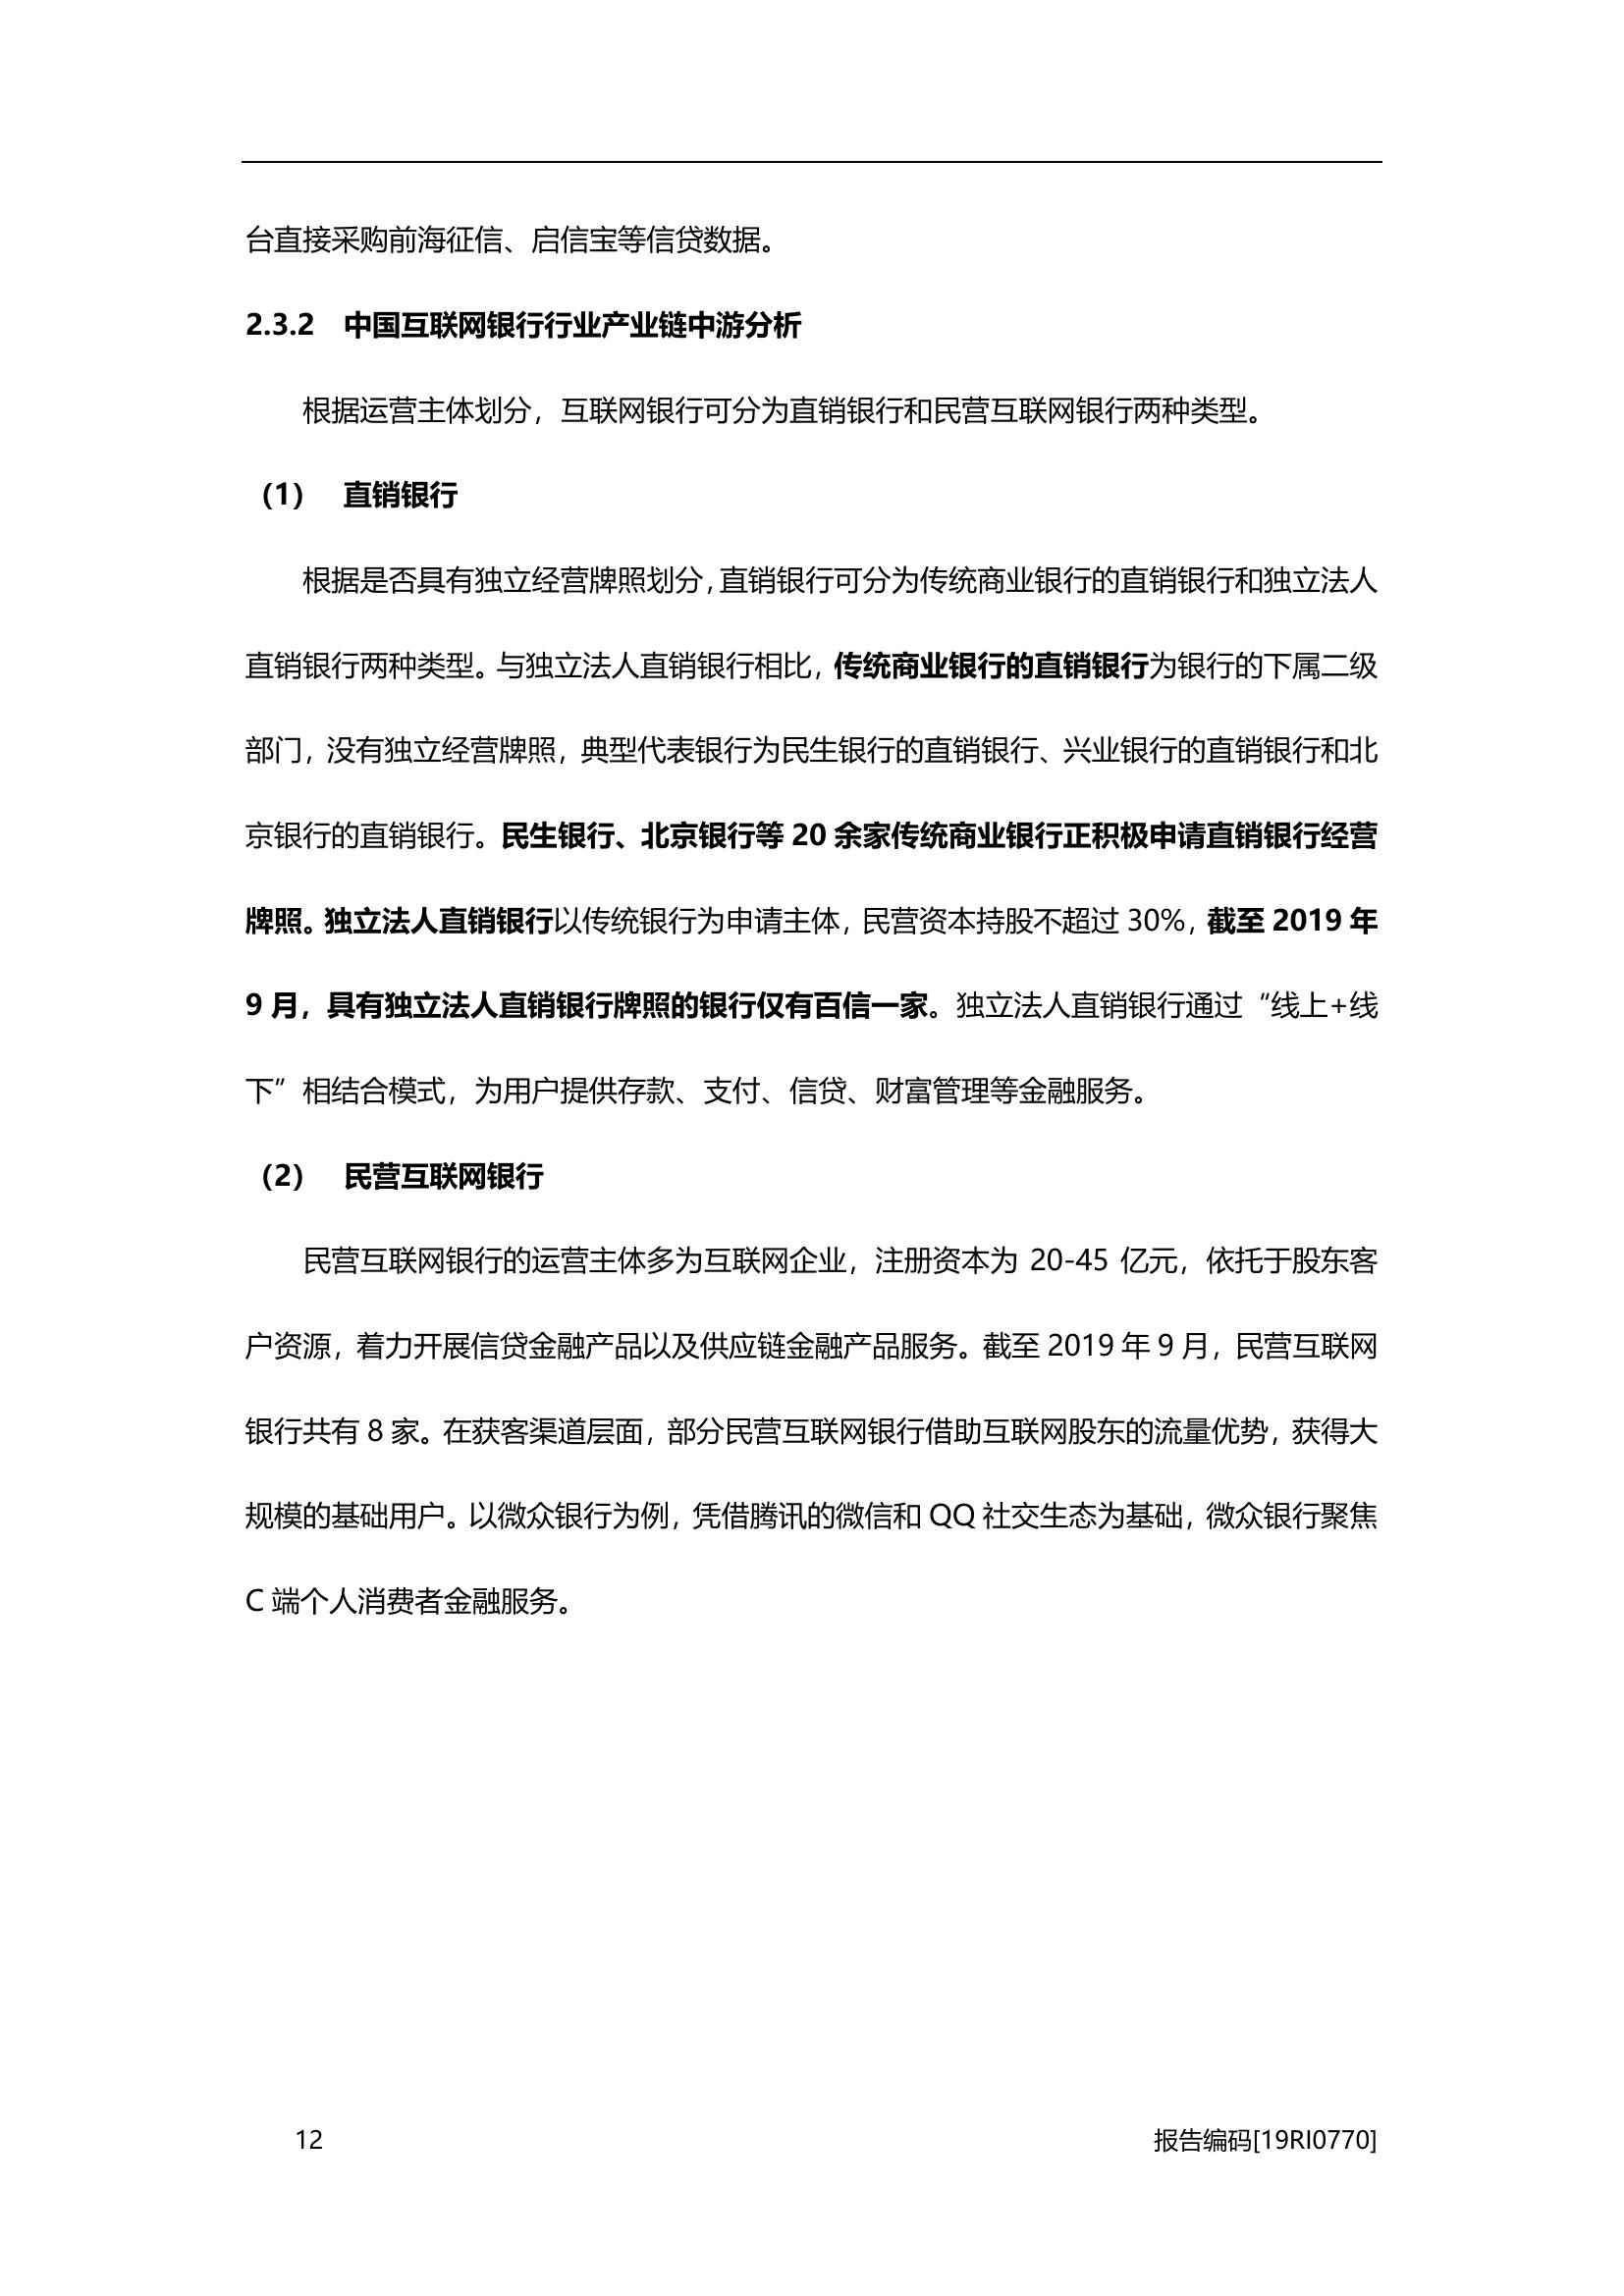 台直接采购前海征信、启信宝等信贷数据。
2.3.2 中国互联网银行行业产业链中游分析
根据运营主体划分，互联网银行可分为直销银行和民营互联网银行两种类型。
（1） 直销银行
根据是否具有独立经营牌照划分，直销银行可分为传统商业银行的直销银行和独立法人
直销银行两种类型。与独立法人直销银行相比，传统商业银行的直销银行为银行的下属二级
部门，没有独立经营牌照，典型代表银行为民生银行的直销银行、兴业银行的直销银行和北
京银行的直销银行。民生银行、北京银行等 20 余家传统商业银行正积极申请直销银行经营
牌照。独立法人直销银行以传统银行为申请主体，民营资本持股不超过 30%，截至 2019 年
9 月，具有独立法人直销银行牌照的银行仅有百信一家。独立法人直销银行通过“线上+线
下”相结合模式，为用户提供存款、支付、信贷、财富管理等金融服务。
（2） 民营互联网银行
民营互联网银行的运营主体多为互联网企业，注册资本为 20-45 亿元，依托于股东客
户资源，着力开展信贷金融产品以及供应链金融产品服务。截至 2019 年 9 月，民营互联网
银行共有 8 家。在获客渠道层面，部分民营互联网银行借助互联网股东的流量优势，获得大
规模的基础用户。以微众银行为例，凭借腾讯的微信和 QQ 社交生态为基础，微众银行聚焦
C 端个人消费者金融服务。
12 报告编码[19RI0770]